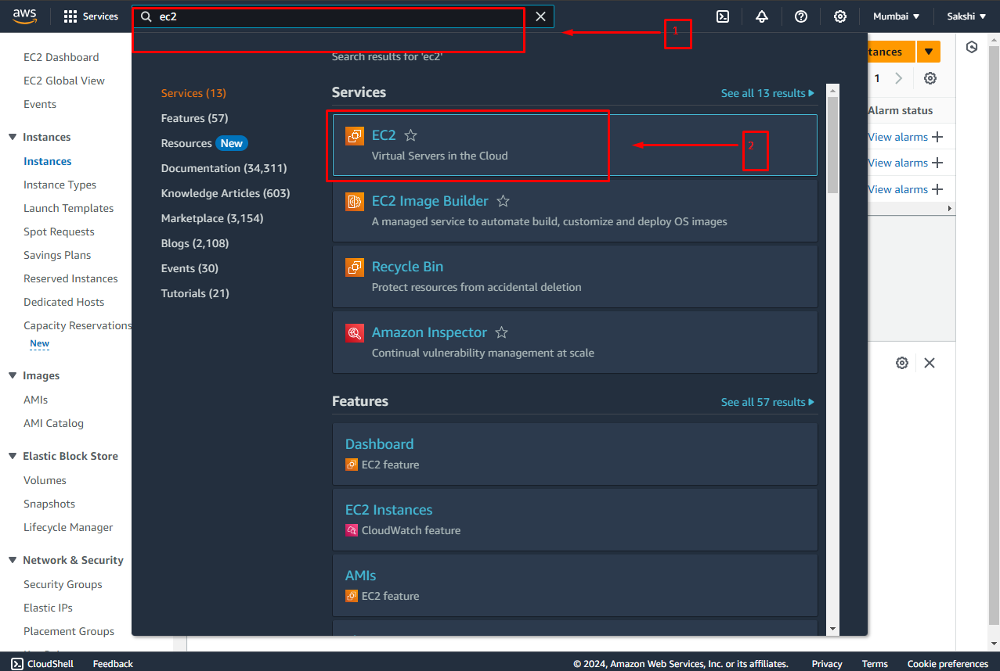 aws
Services
ec2
1
Mumbai ▼
Sakshi ▼
EC2 Dashboard
EC2 Global View
Events
Instances
Instances
Instance Types
Launch Templates
Spot Requests
Savings Plans
Reserved Instances
Dedicated Hosts
Capacity Reservations
New
Images
AMIs
AMI Catalog
Elastic Block Store
Volumes
Snapshots
Lifecycle Manager
Network & Security
Security Groups
Elastic IPs
Placement Groups
Search results for 'ec2'
Services (13)
Features (57)
Resources New
Documentation (34,311)
Knowledge Articles (603)
Marketplace (3,154)
Blogs (2,108)
Events (30)
Tutorials (21)
Services
See all 13 results
EC2
Virtual Servers in the Cloud
2
EC2 Image Builder
A managed service to automate build, customize and deploy OS images
Recycle Bin
Protect resources from accidental deletion
Amazon Inspector
Continual vulnerability management at scale
Features
See all 57 results
Dashboard
EC2 feature
EC2 Instances
CloudWatch feature
AMIs
EC2 feature
tances
1
Alarm status
View alarms
View alarms
View alarms
CloudShell
Feedback
© 2024, Amazon Web Services, Inc. or its affiliates.
Privacy
Terms
Cookie preferences